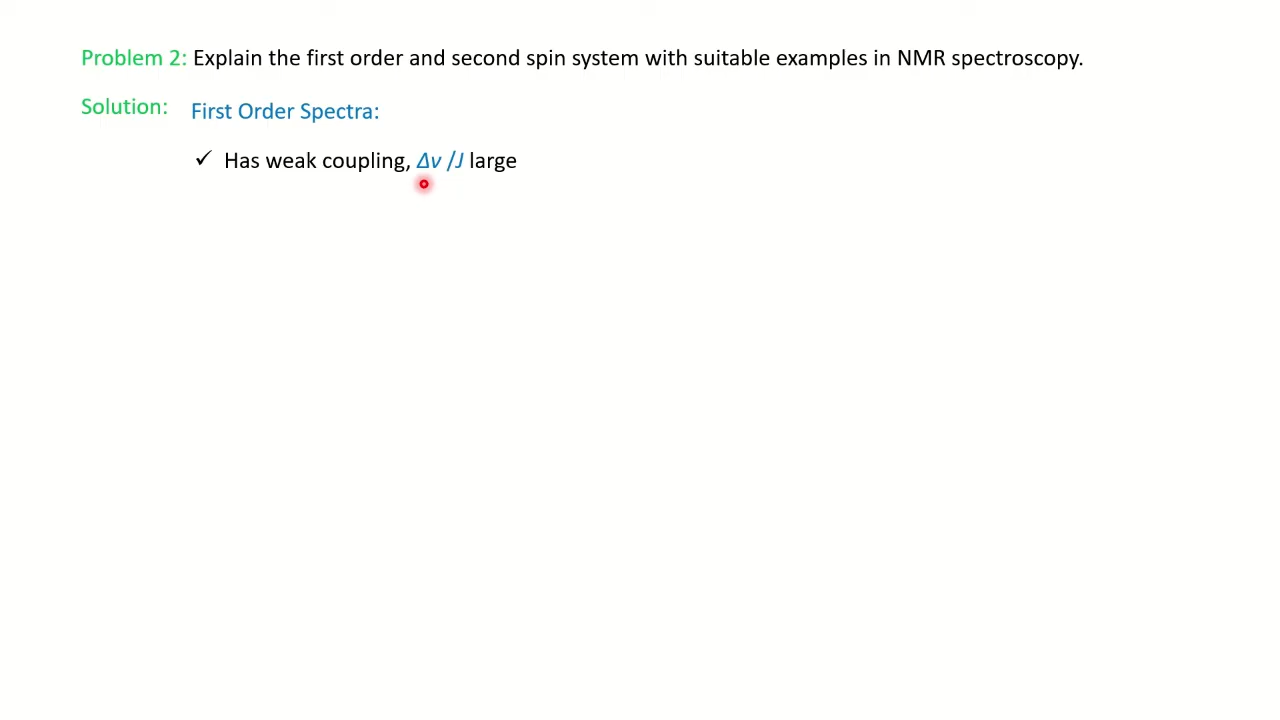 Problem 2: Explain the first order and second spin system with suitable examples in NMR spectroscopy.
Solution: First Order Spectra:
✓ Has weak coupling, Δν /J large